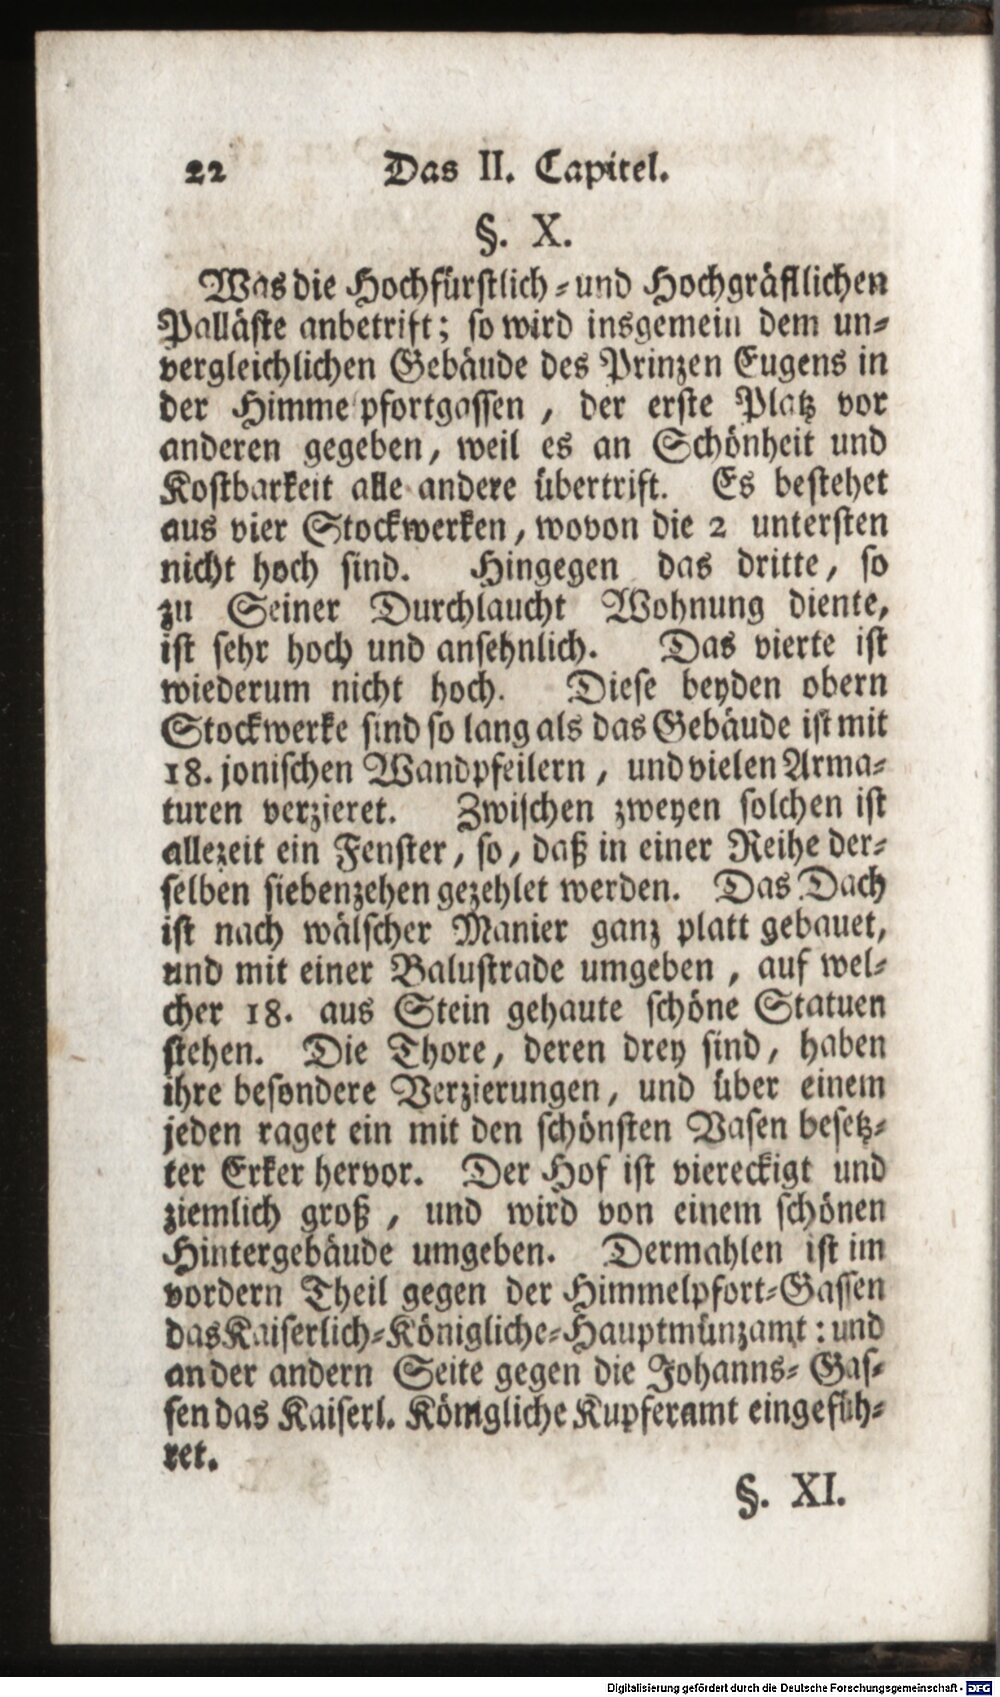 22 Das II. Capitel.
§. X.
Was die Hochfürstlich-und Hochgräfllichen
Palläste anbetrift; so wird insgemein dem un-
vergleichlichen Gebäude des Prinzen Eugens in
der Himme pfortgassen, der erste Platz vor
anderen gegeben, weil es an Schönheit und
Kostbarkeit alle andere übertrift. Es bestehet
aus vier Stockwerken, wovon die 2 untersten
nicht hoch sind. Hingegen das dritte, so
zu Seiner Durchlaucht Wohnung diente,
ist sehr hoch und ansehnlich. Das vierte ist
wiederum nicht hoch. Diese beyden obern
Stockwerke sind so lang als das Gebäude ist mit
18. jonischen Wandpfeilern, und vielen Arma-
turen verzieret. Zwischen zweyen solchen ist
allezeit ein Fenster, so, daß in einer Reihe der-
selben siebenzehen gezehlet werden. Das Dach
ist nach wälscher Manier ganz platt gebauet,
und mit einer Balustrade umgeben, auf wel-
cher 18. aus Stein gehaute schöne Statuen
stehen. Die Thore, deren drey sind, haben
ihre besondere Verzierungen, und über einem
jeden raget ein mit den schönsten Vasen besetz-
ter Erker hervor. Der Hof ist viereckigt und
ziemlich groß, und wird von einem schönen
Hintergebäude umgeben. Dermahlen ist im
vordern Theil gegen der Himmelpfort-Gassen
das Kaiserlich-Königliche-Hauptmünzamt: und
an der andern Seite gegen die Johanns-Gas-
sen das Kaiserl. Königliche Kupferamt eingefüh-
ret.
§. XI.
Digitalisierung gefördert durch die Deutsche Forschungsgemeinschaft - DFG